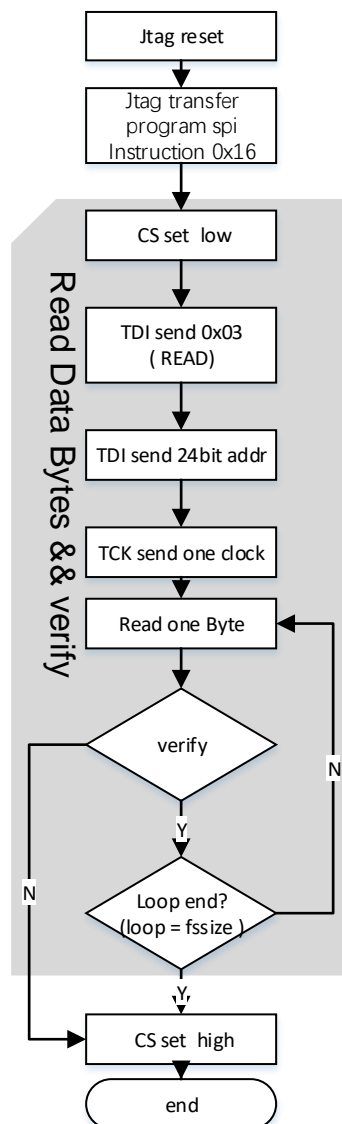 Jtag reset
Jtag transfer
program spi
Instruction 0x16
CS set low
Read Data Bytes && verify
TDI send 0x03
( READ)
TDI send 24bit addr
TCK send one clock
Read one Byte
verify
N
Y
N
Loop end?
(loop = fssize )
Y
CS set high
end